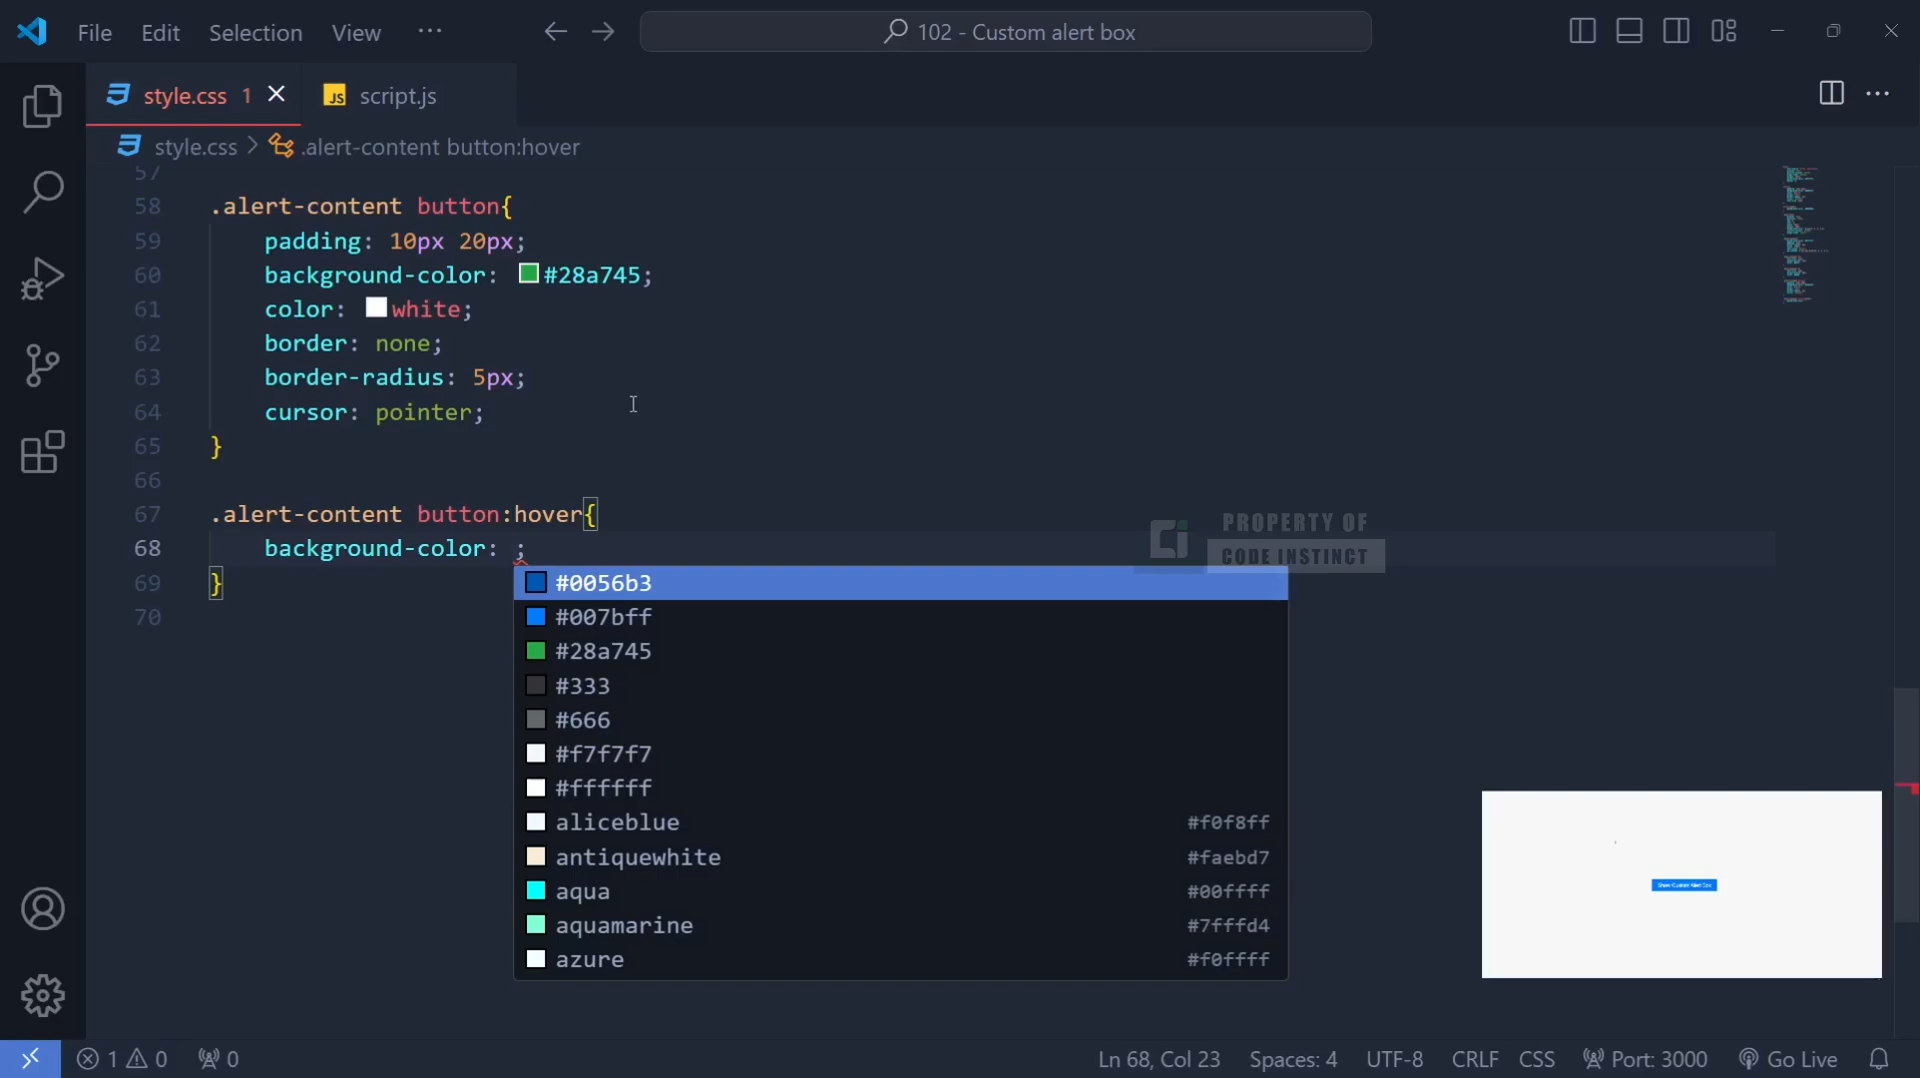 File Edit Selection View ···
102 - Custom alert box
style.css 1
JS script.js
style.css > .alert-content button:hover
57
58 .alert-content button{
59 padding: 10px 20px;
60 background-color: #28a745;
61 color: white;
62 border: none;
63 border-radius: 5px;
64 cursor: pointer;
65 }
66
67 .alert-content button:hover{
68 background-color: ;
69 }
70
PROPERTY OF
CODE INSTINCT
#0056b3
#007bff
#28a745
#333
#666
#f7f7f7
#ffffff
aliceblue #f0f8ff
antiquewhite #faebd7
aqua #00ffff
aquamarine #7fffd4
azure #f0ffff
Show Custom Alert Box
1 0 0 Ln 68, Col 23 Spaces: 4 UTF-8 CRLF CSS Port: 3000 Go Live